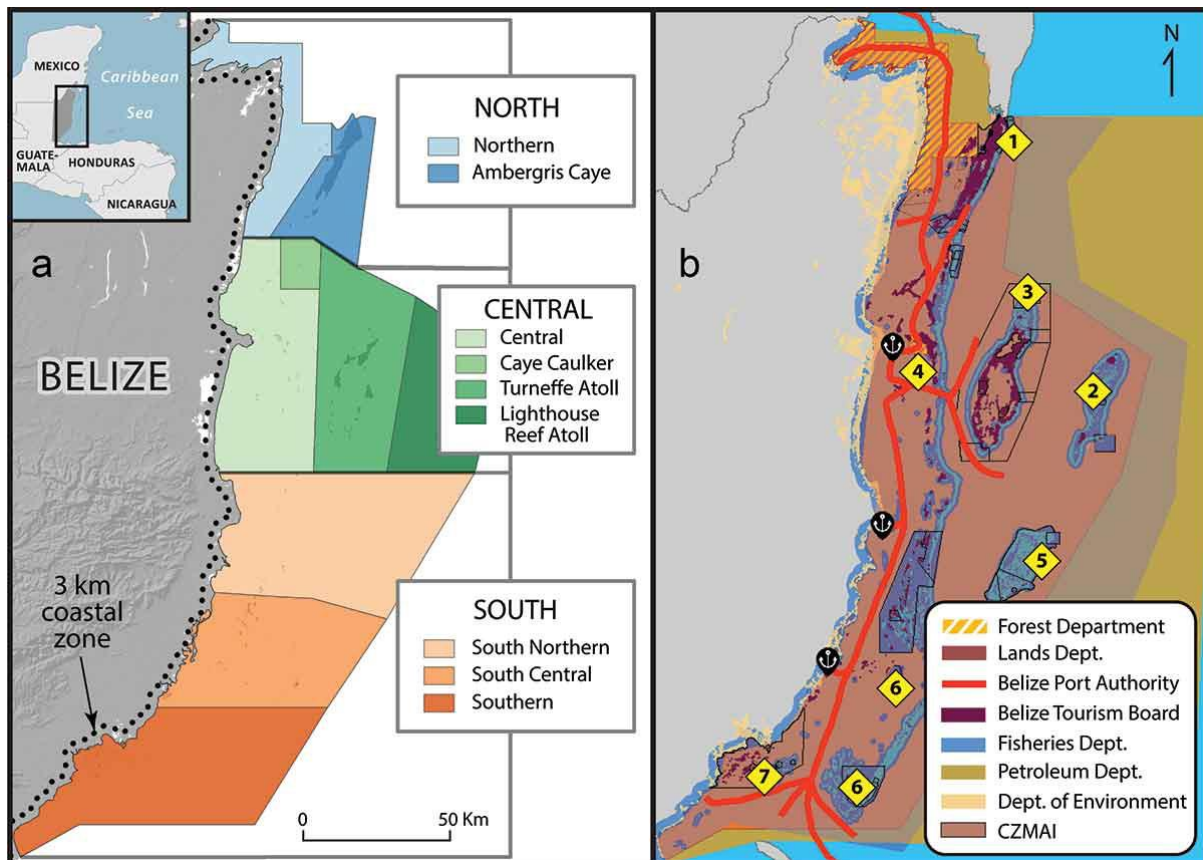 MEXICO
Caribbean
Sea
GUATE-
MALA
HONDURAS
NICARAGUA
a
BELIZE
3 km
coastal
zone
NORTH
Northern
Ambergris Caye
CENTRAL
Central
Caye Caulker
Turneffe Atoll
Lighthouse
Reef Atoll
SOUTH
South Northern
South Central
Southern
0 50 Km
b
N
1
3
4
2
5
6
7
6
Forest Department
Lands Dept.
Belize Port Authority
Belize Tourism Board
Fisheries Dept.
Petroleum Dept.
Dept. of Environment
CZMAI